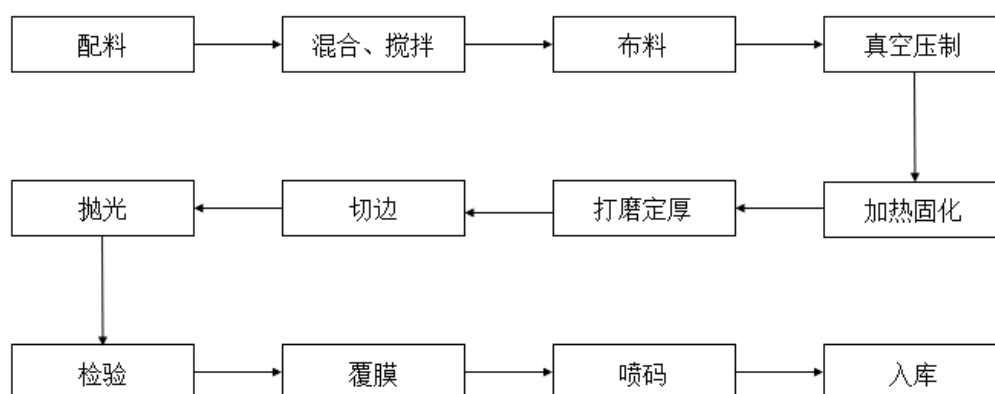 配料
混合、搅拌
布料
真空压制
加热固化
打磨定厚
切边
抛光
检验
覆膜
喷码
入库